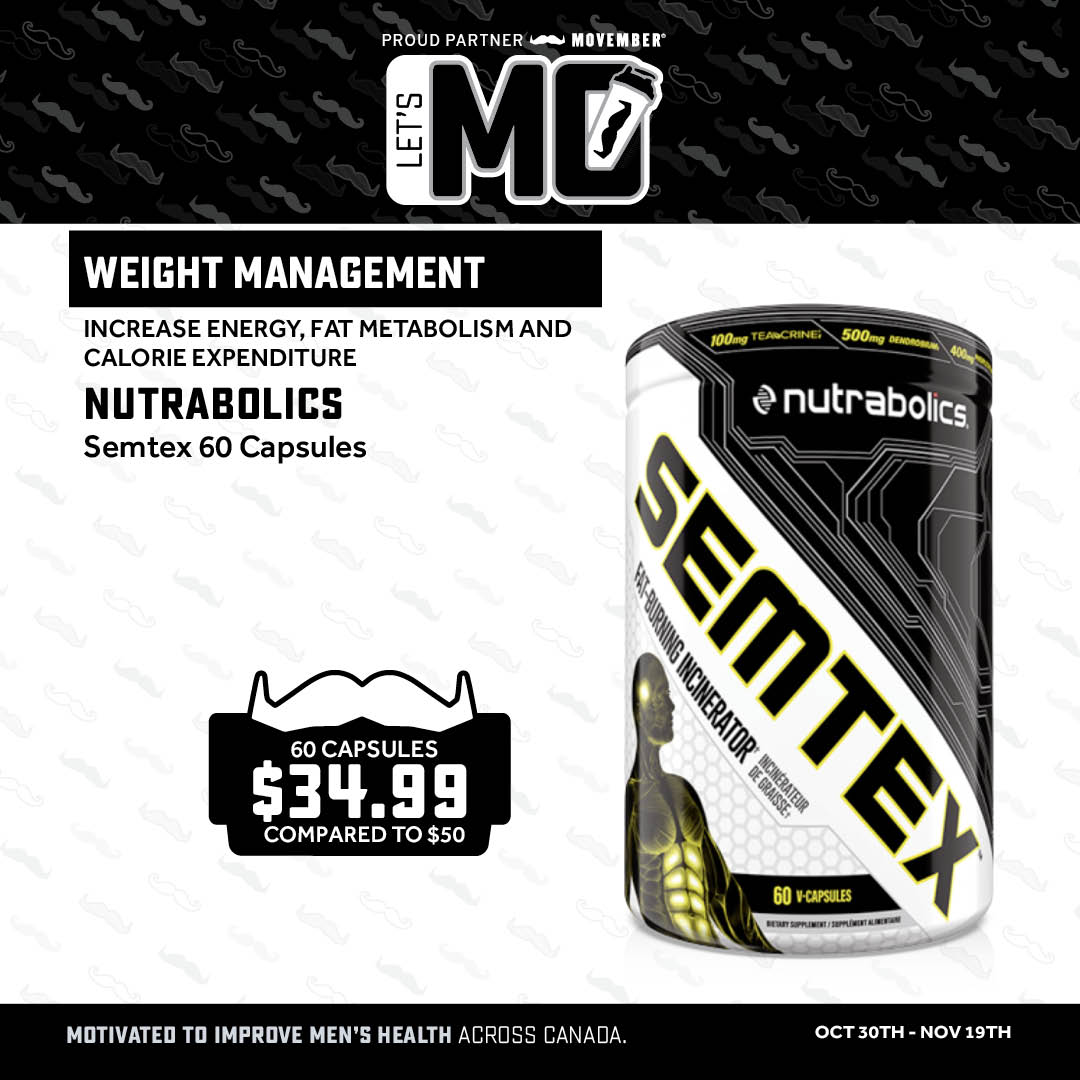 PROUD PARTNER MOVEMBER®
LET'S
MO
WEIGHT MANAGEMENT
INCREASE ENERGY, FAT METABOLISM AND
CALORIE EXPENDITURE
NUTRABOLICS
Semtex 60 Capsules
60 CAPSULES
$34.99
COMPARED TO $50
100mg TEACRINE® 500mg DENDROBIUM 400mg
nutrabolics
SEMTEX
FAT-BURNING INCINERATOR†
INCINÉRATEUR
DE GRAISSE†
60 V-CAPSULES
DIETARY SUPPLEMENT / SUPPLÉMENT ALIMENTAIRE
MOTIVATED TO IMPROVE MEN'S HEALTH ACROSS CANADA.
OCT 30TH - NOV 19TH